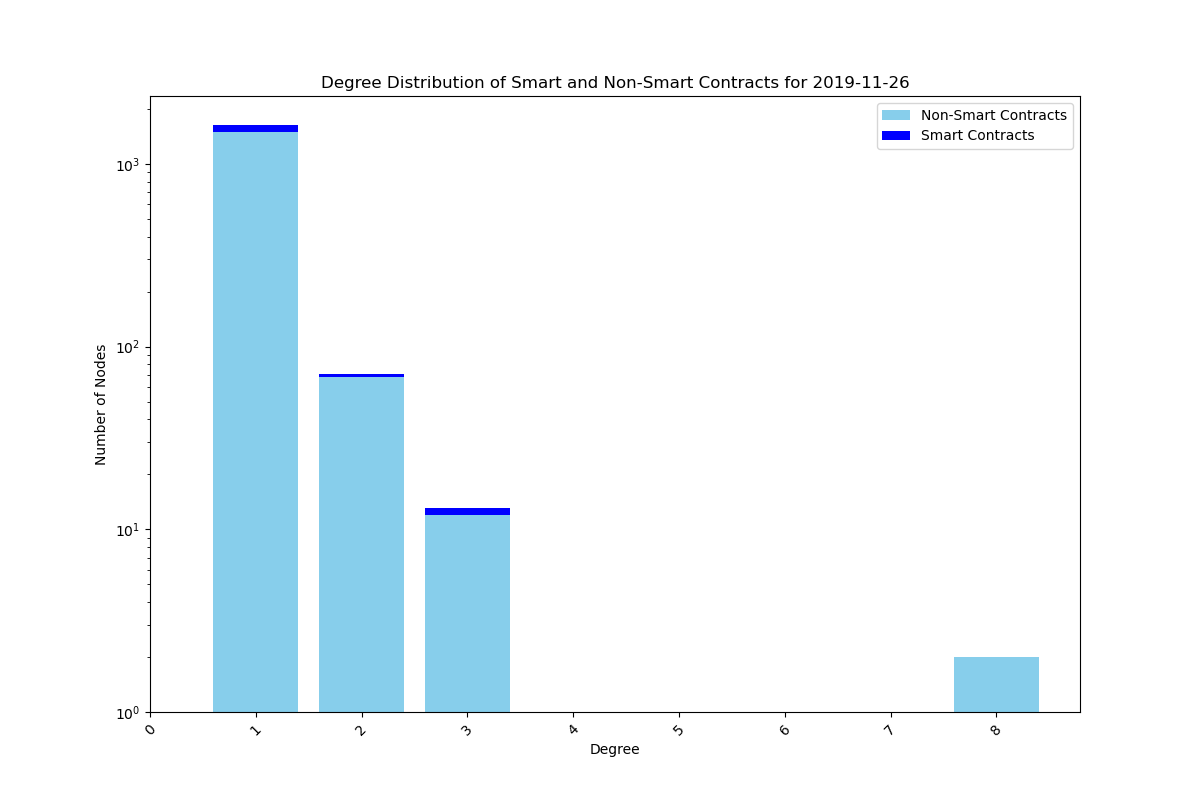 Degree Distribution of Smart and Non-Smart Contracts for 2019-11-26
Non-Smart Contracts
Smart Contracts
Number of Nodes
10³
10²
10¹
10⁰
0 1 2 3 4 5 6 7 8
Degree